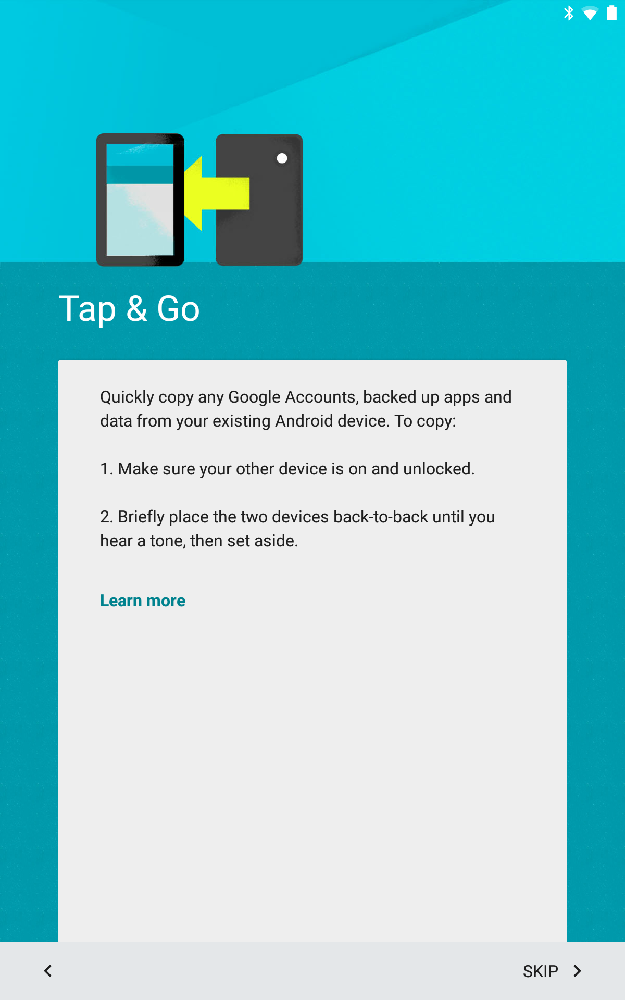 Tap & Go
Quickly copy any Google Accounts, backed up apps and
data from your existing Android device. To copy:
1. Make sure your other device is on and unlocked.
2. Briefly place the two devices back-to-back until you
hear a tone, then set aside.
Learn more
SKIP